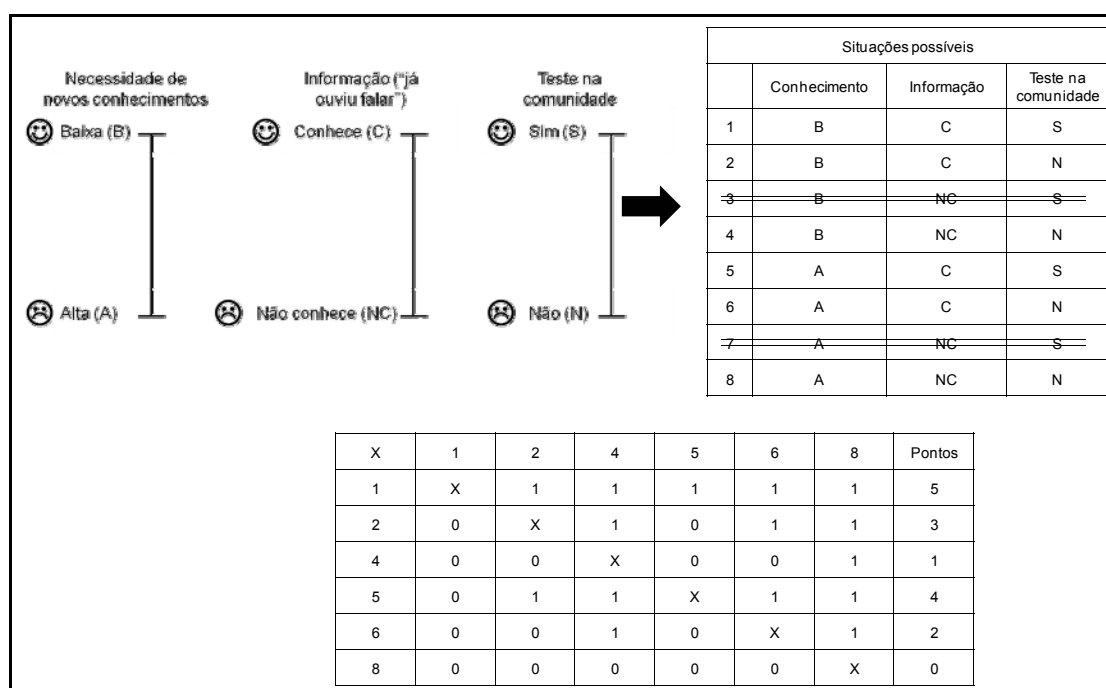 Necessidade de
novos conhecimentos
Baixa (B)
Alta (A)
Informação ("já
ouviu falar")
Conhece (C)
Não conhece (NC)
Teste na
comunidade
Sim (S)
Não (N)
Situações possíveis
Conhecimento Informação Teste na
comunidade
1 B C S
2 B C N
3 B NC S
4 B NC N
5 A C S
6 A C N
7 A NC S
8 A NC N
X 1 2 4 5 6 8 Pontos
1 X 1 1 1 1 1 5
2 0 X 1 0 1 1 3
4 0 0 X 0 0 1 1
5 0 1 1 X 1 1 4
6 0 0 1 0 X 1 2
8 0 0 0 0 0 X 0